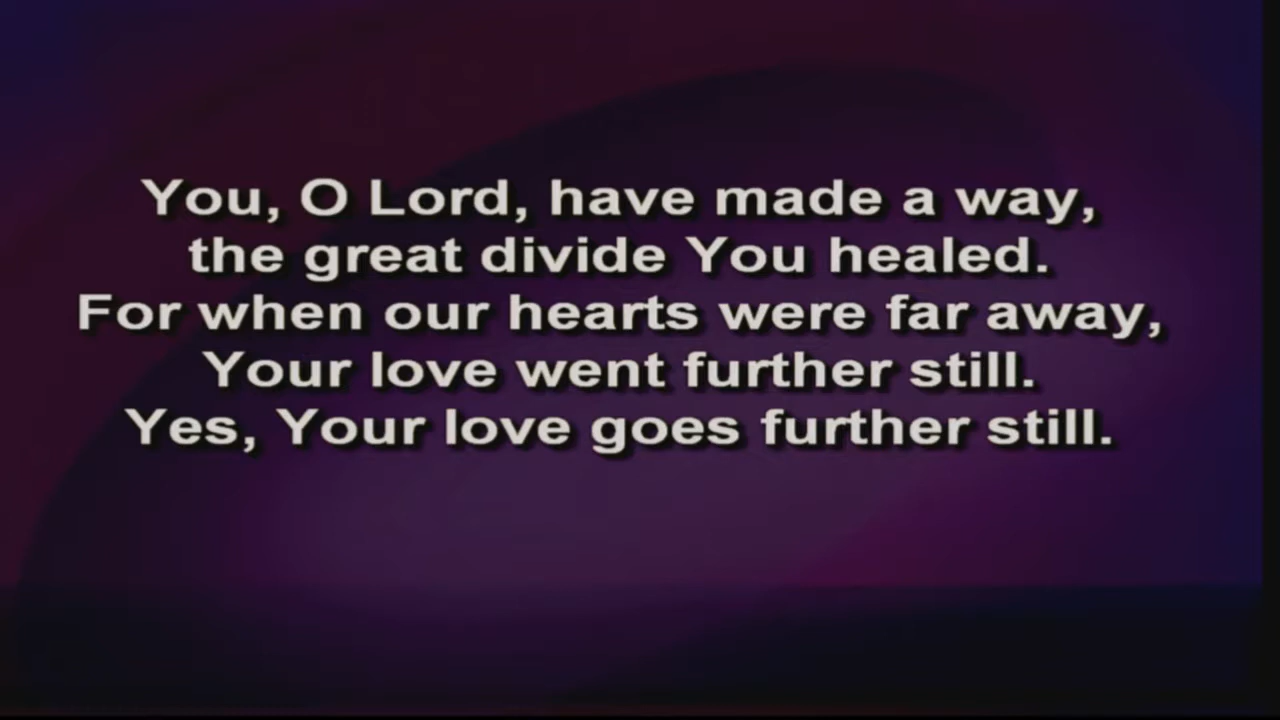 You, O Lord, have made a way,
the great divide You healed.
For when our hearts were far away,
Your love went further still.
Yes, Your love goes further still.